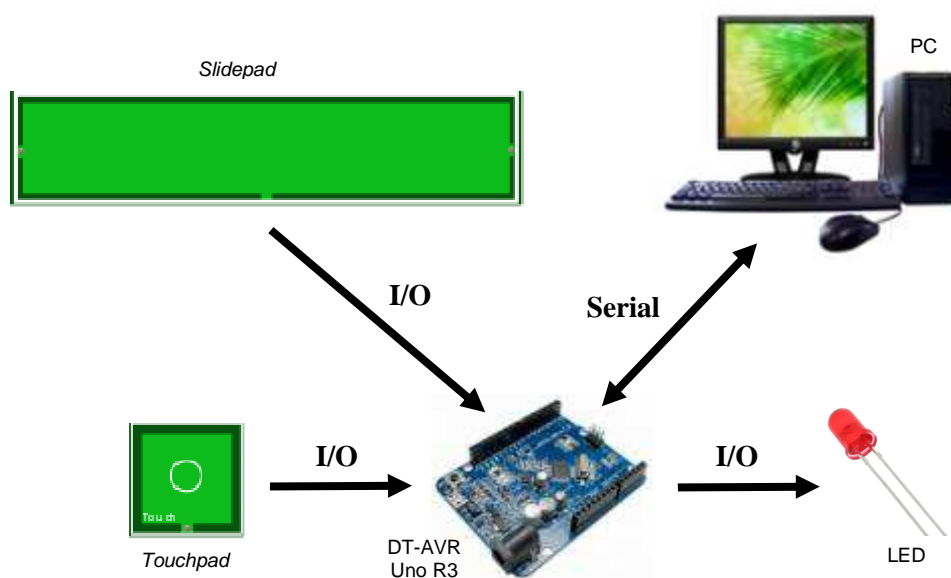 Slidepad
PC
I/O
Serial
I/O
I/O
Touch
Touchpad
DT-AVR
Uno R3
LED